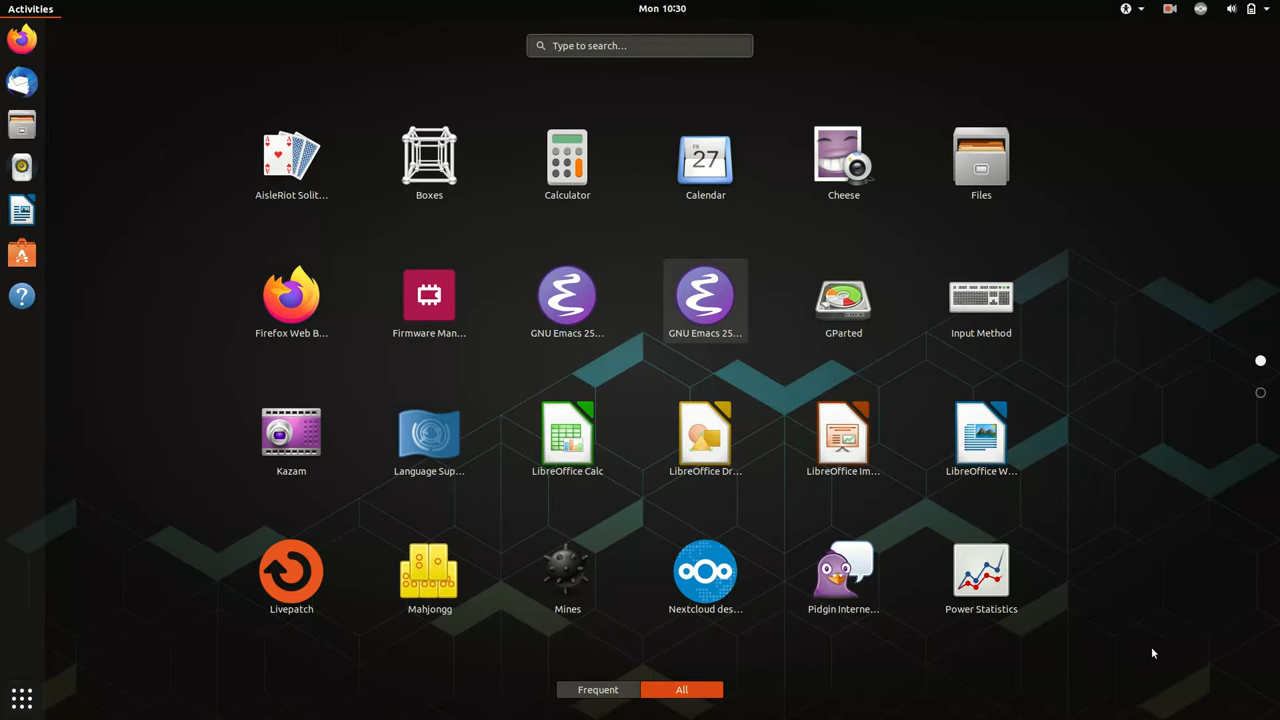 Activities
Mon 10:30
Type to search...
AisleRiot Solit...
Boxes
Calculator
Calendar
FRI
27
Cheese
Files
Firefox Web B...
Firmware Man...
GNU Emacs 25...
GNU Emacs 25...
GParted
Input Method
Kazam
Language Sup...
LibreOffice Calc
LibreOffice Dr...
LibreOffice Im...
LibreOffice W...
Livepatch
Mahjongg
Mines
Nextcloud des...
Pidgin Interne...
Power Statistics
Frequent
All